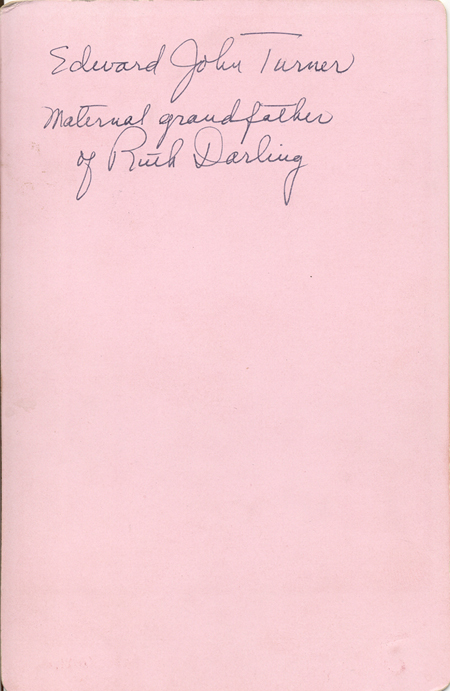 Edward John Turner
Maternal grandfather
of Ruth Darling